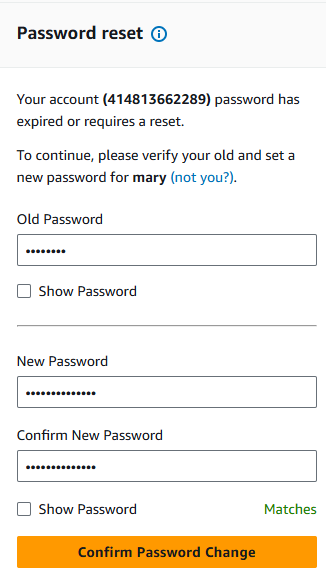 Password reset
Your account (414813662289) password has
expired or requires a reset.
To continue, please verify your old and set a
new password for mary (not you?).
Old Password
••••••••
Show Password
New Password
••••••••••••••
Confirm New Password
••••••••••••••
Show Password Matches
Confirm Password Change